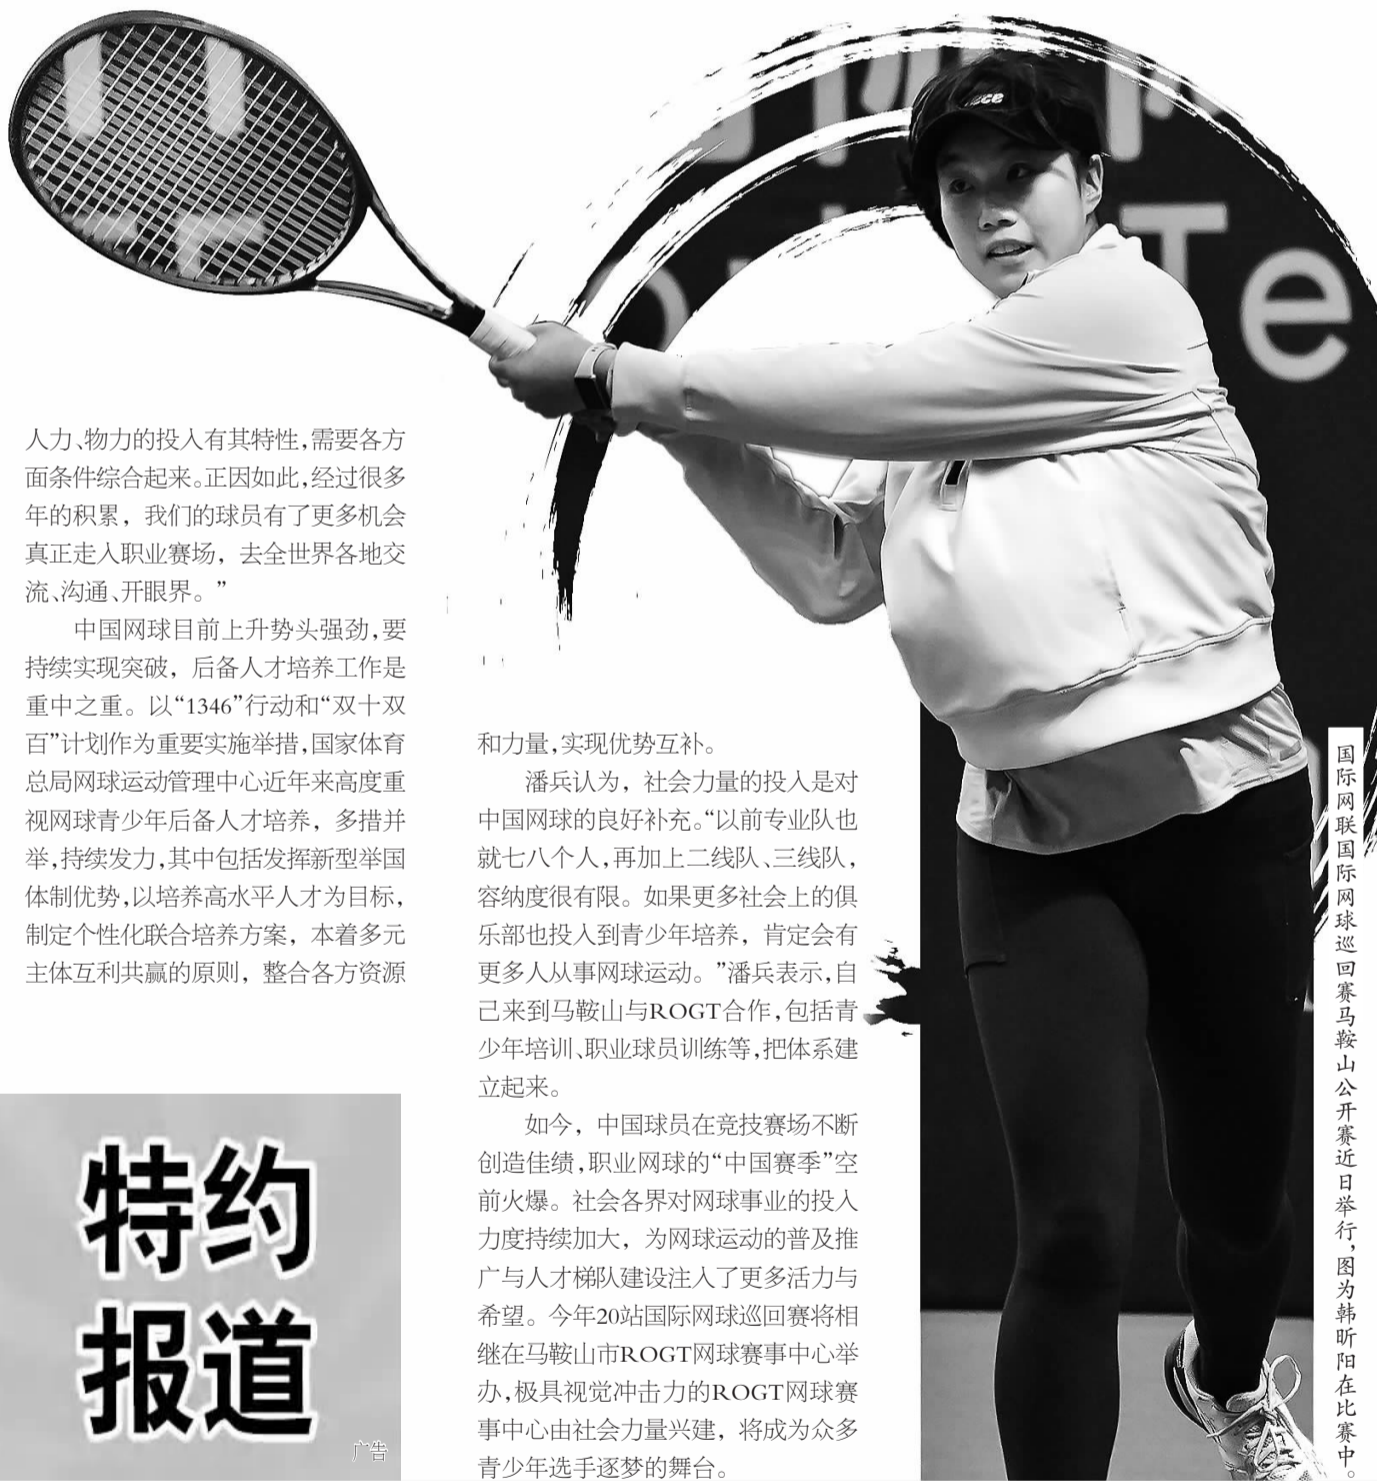 人力、物力的投入有其特性,需要各方
面条件综合起来。正因如此,经过很多
年的积累，我们的球员有了更多机会
真正走入职业赛场，去全世界各地交
流、沟通、开眼界。”
中国网球目前上升势头强劲,要
持续实现突破，后备人才培养工作是
重中之重。以“1346”行动和“双十双
百”计划作为重要实施举措,国家体育
总局网球运动管理中心近年来高度重
视网球青少年后备人才培养，多措并
举,持续发力,其中包括发挥新型举国
体制优势,以培养高水平人才为目标,
制定个性化联合培养方案，本着多元
主体互利共赢的原则，整合各方资源
和力量,实现优势互补。
潘兵认为，社会力量的投入是对
中国网球的良好补充。“以前专业队也
就七八个人,再加上二线队、三线队,
容纳度很有限。如果更多社会上的俱
乐部也投入到青少年培养，肯定会有
更多人从事网球运动。”潘兵表示,自
己来到马鞍山与ROGT合作,包括青
少年培训、职业球员训练等,把体系建
立起来。
如今，中国球员在竞技赛场不断
创造佳绩,职业网球的“中国赛季”空
前火爆。社会各界对网球事业的投入
力度持续加大，为网球运动的普及推
广与人才梯队建设注入了更多活力与
希望。今年20站国际网球巡回赛将相
继在马鞍山市ROGT网球赛事中心举
办,极具视觉冲击力的ROGT网球赛
事中心由社会力量兴建，将成为众多
青少年选手逐梦的舞台。
国际网联国际网球巡回赛马鞍山公开赛近日举行,图为韩昕阳在比赛中。
特约
报道
广告
Te